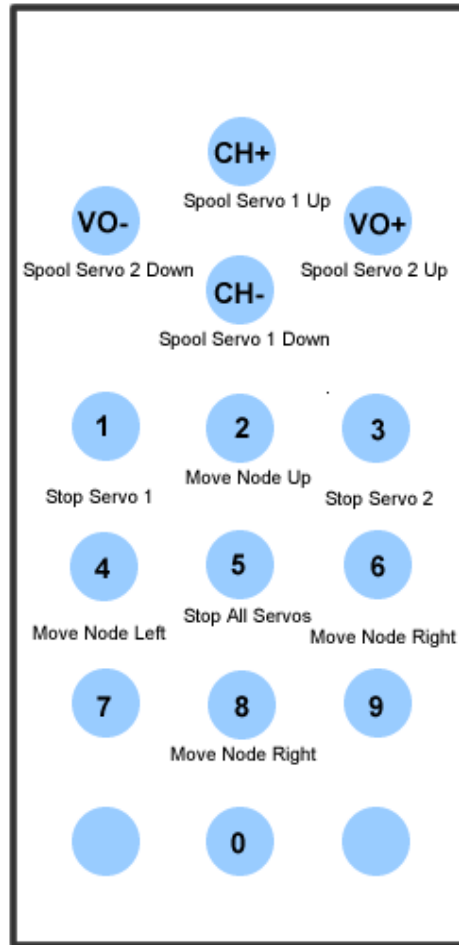 CH+
Spool Servo 1 Up
VO-
VO+
Spool Servo 2 Down
Spool Servo 2 Up
CH-
Spool Servo 1 Down
1
2
3
Move Node Up
Stop Servo 1
Stop Servo 2
4
5
6
Stop All Servos
Move Node Left
Move Node Right
7
8
9
Move Node Right
0